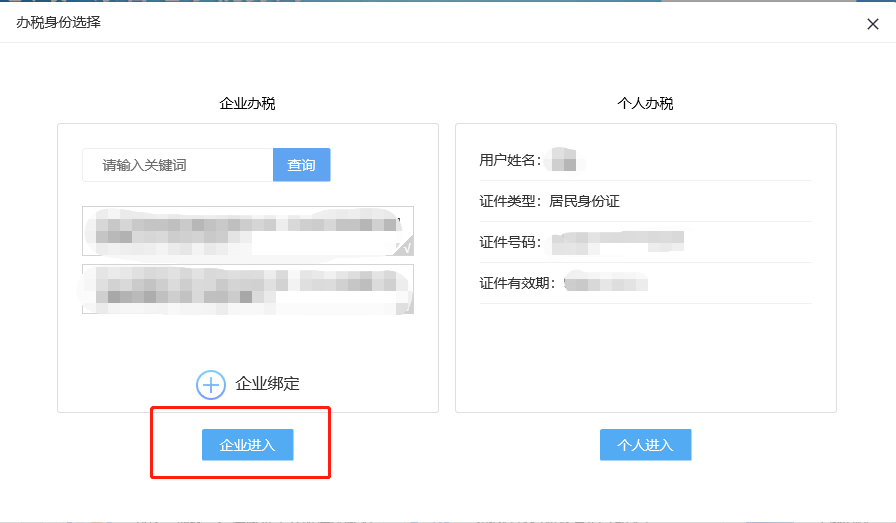 办税身份选择
企业办税
请输入关键词
查询
企业绑定
企业进入
个人办税
用户姓名：
证件类型：居民身份证
证件号码：
证件有效期：
个人进入